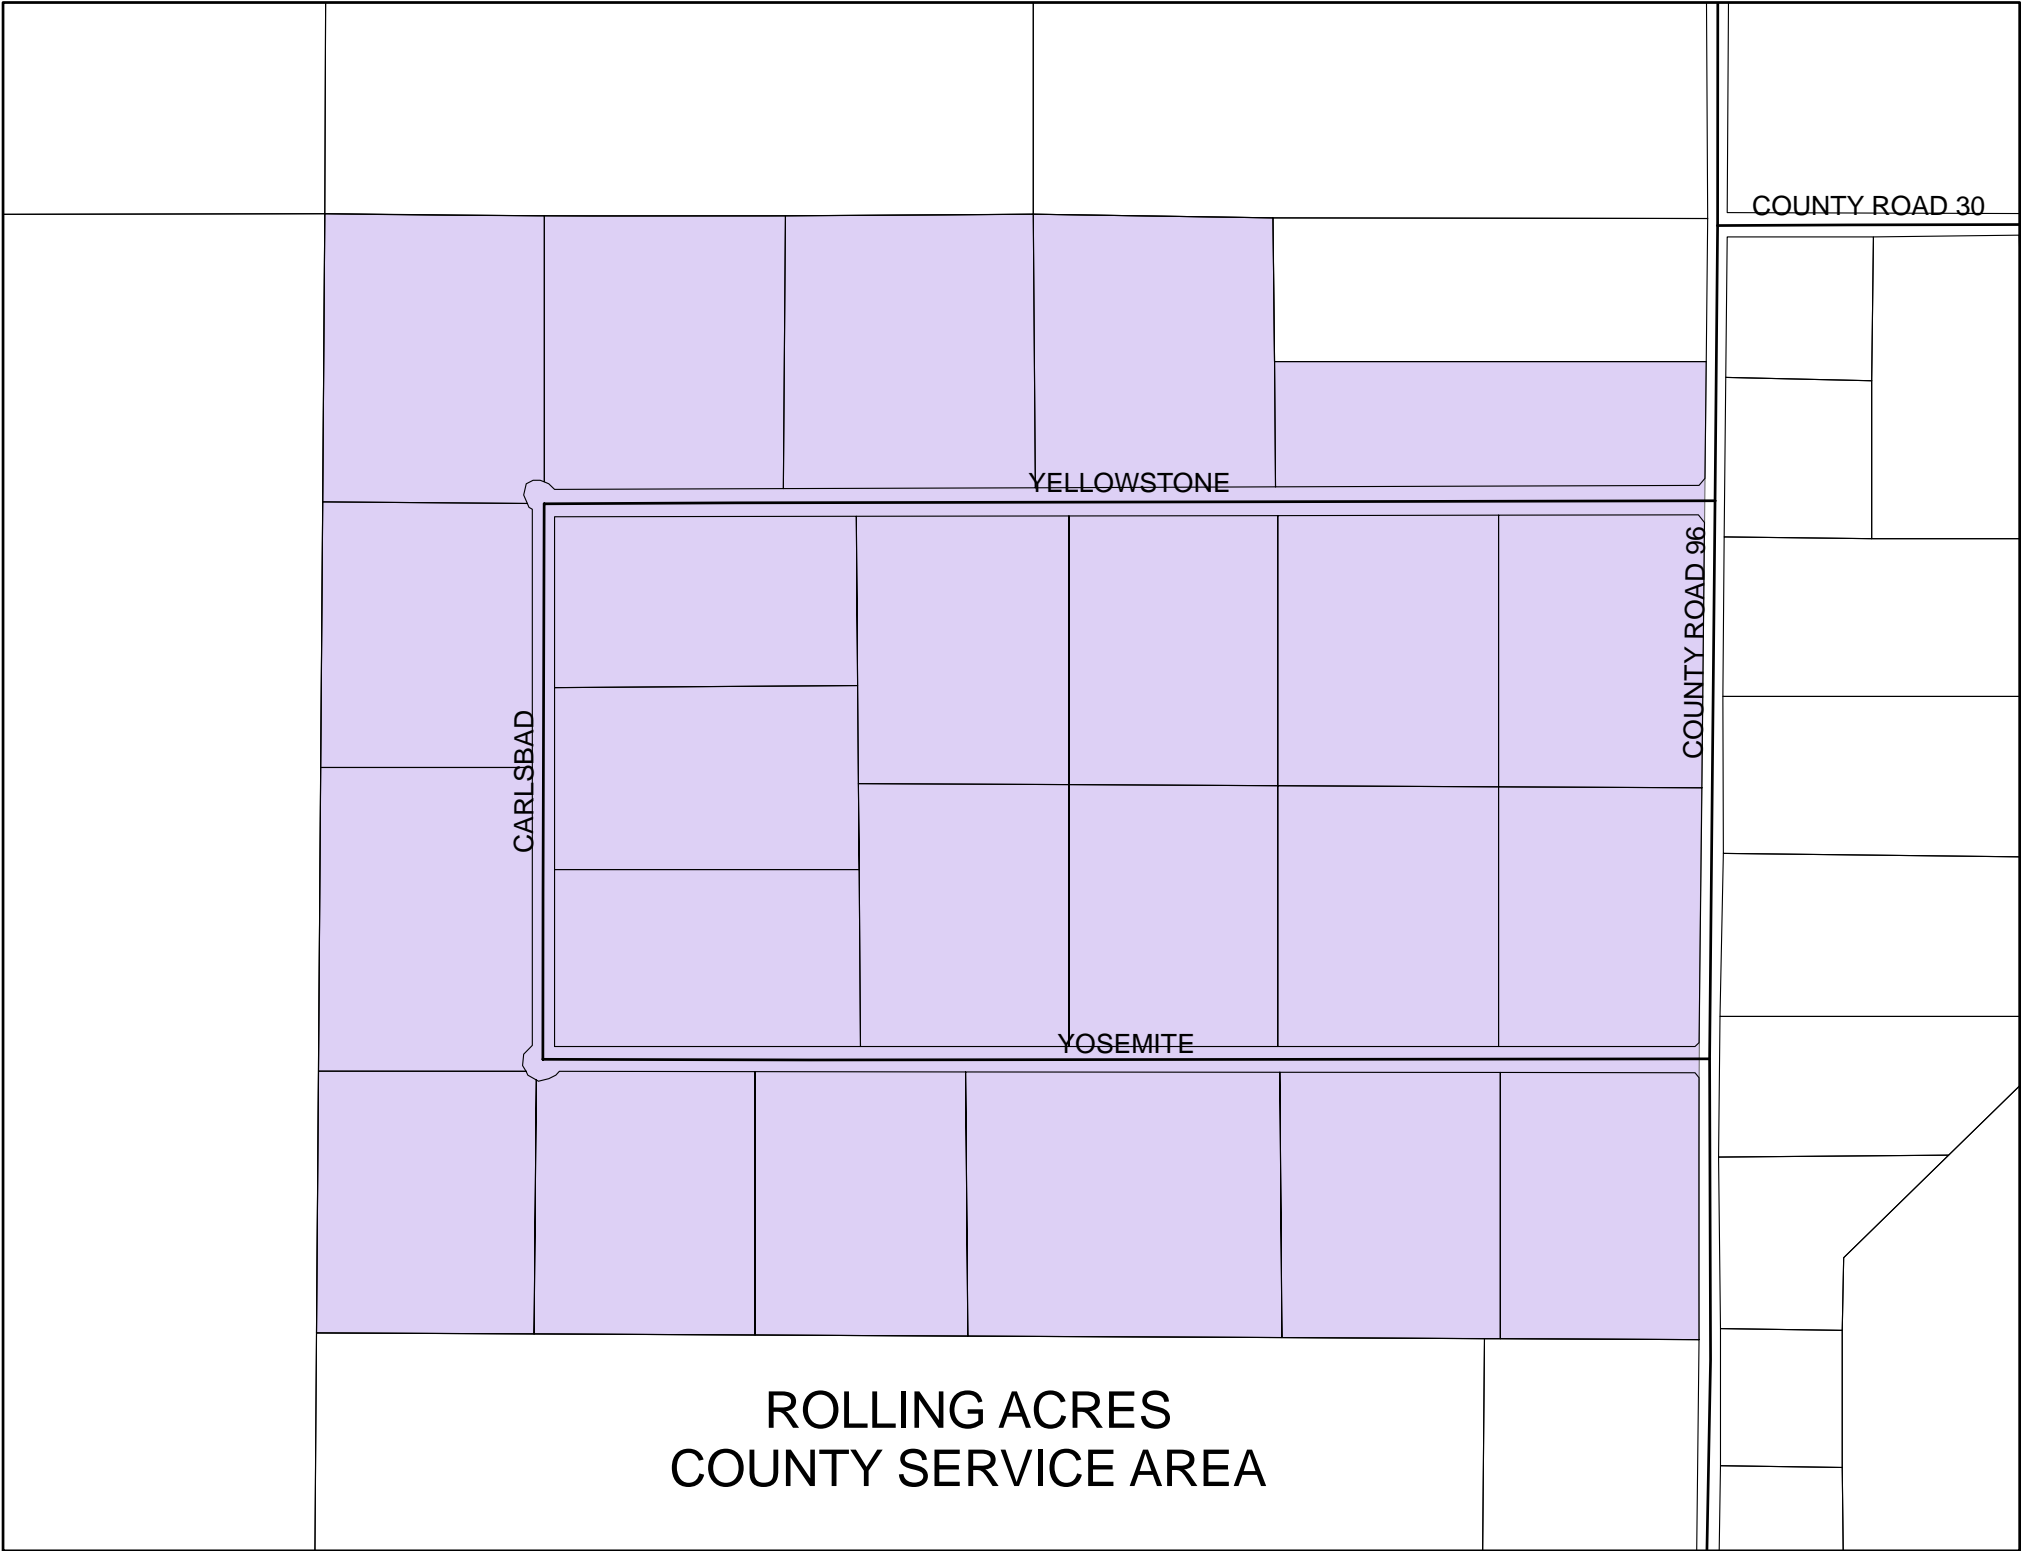 COUNTY ROAD 30
YELLOWSTONE
COUNTY ROAD 96
CARLSBAD
YOSEMITE
ROLLING ACRES
COUNTY SERVICE AREA